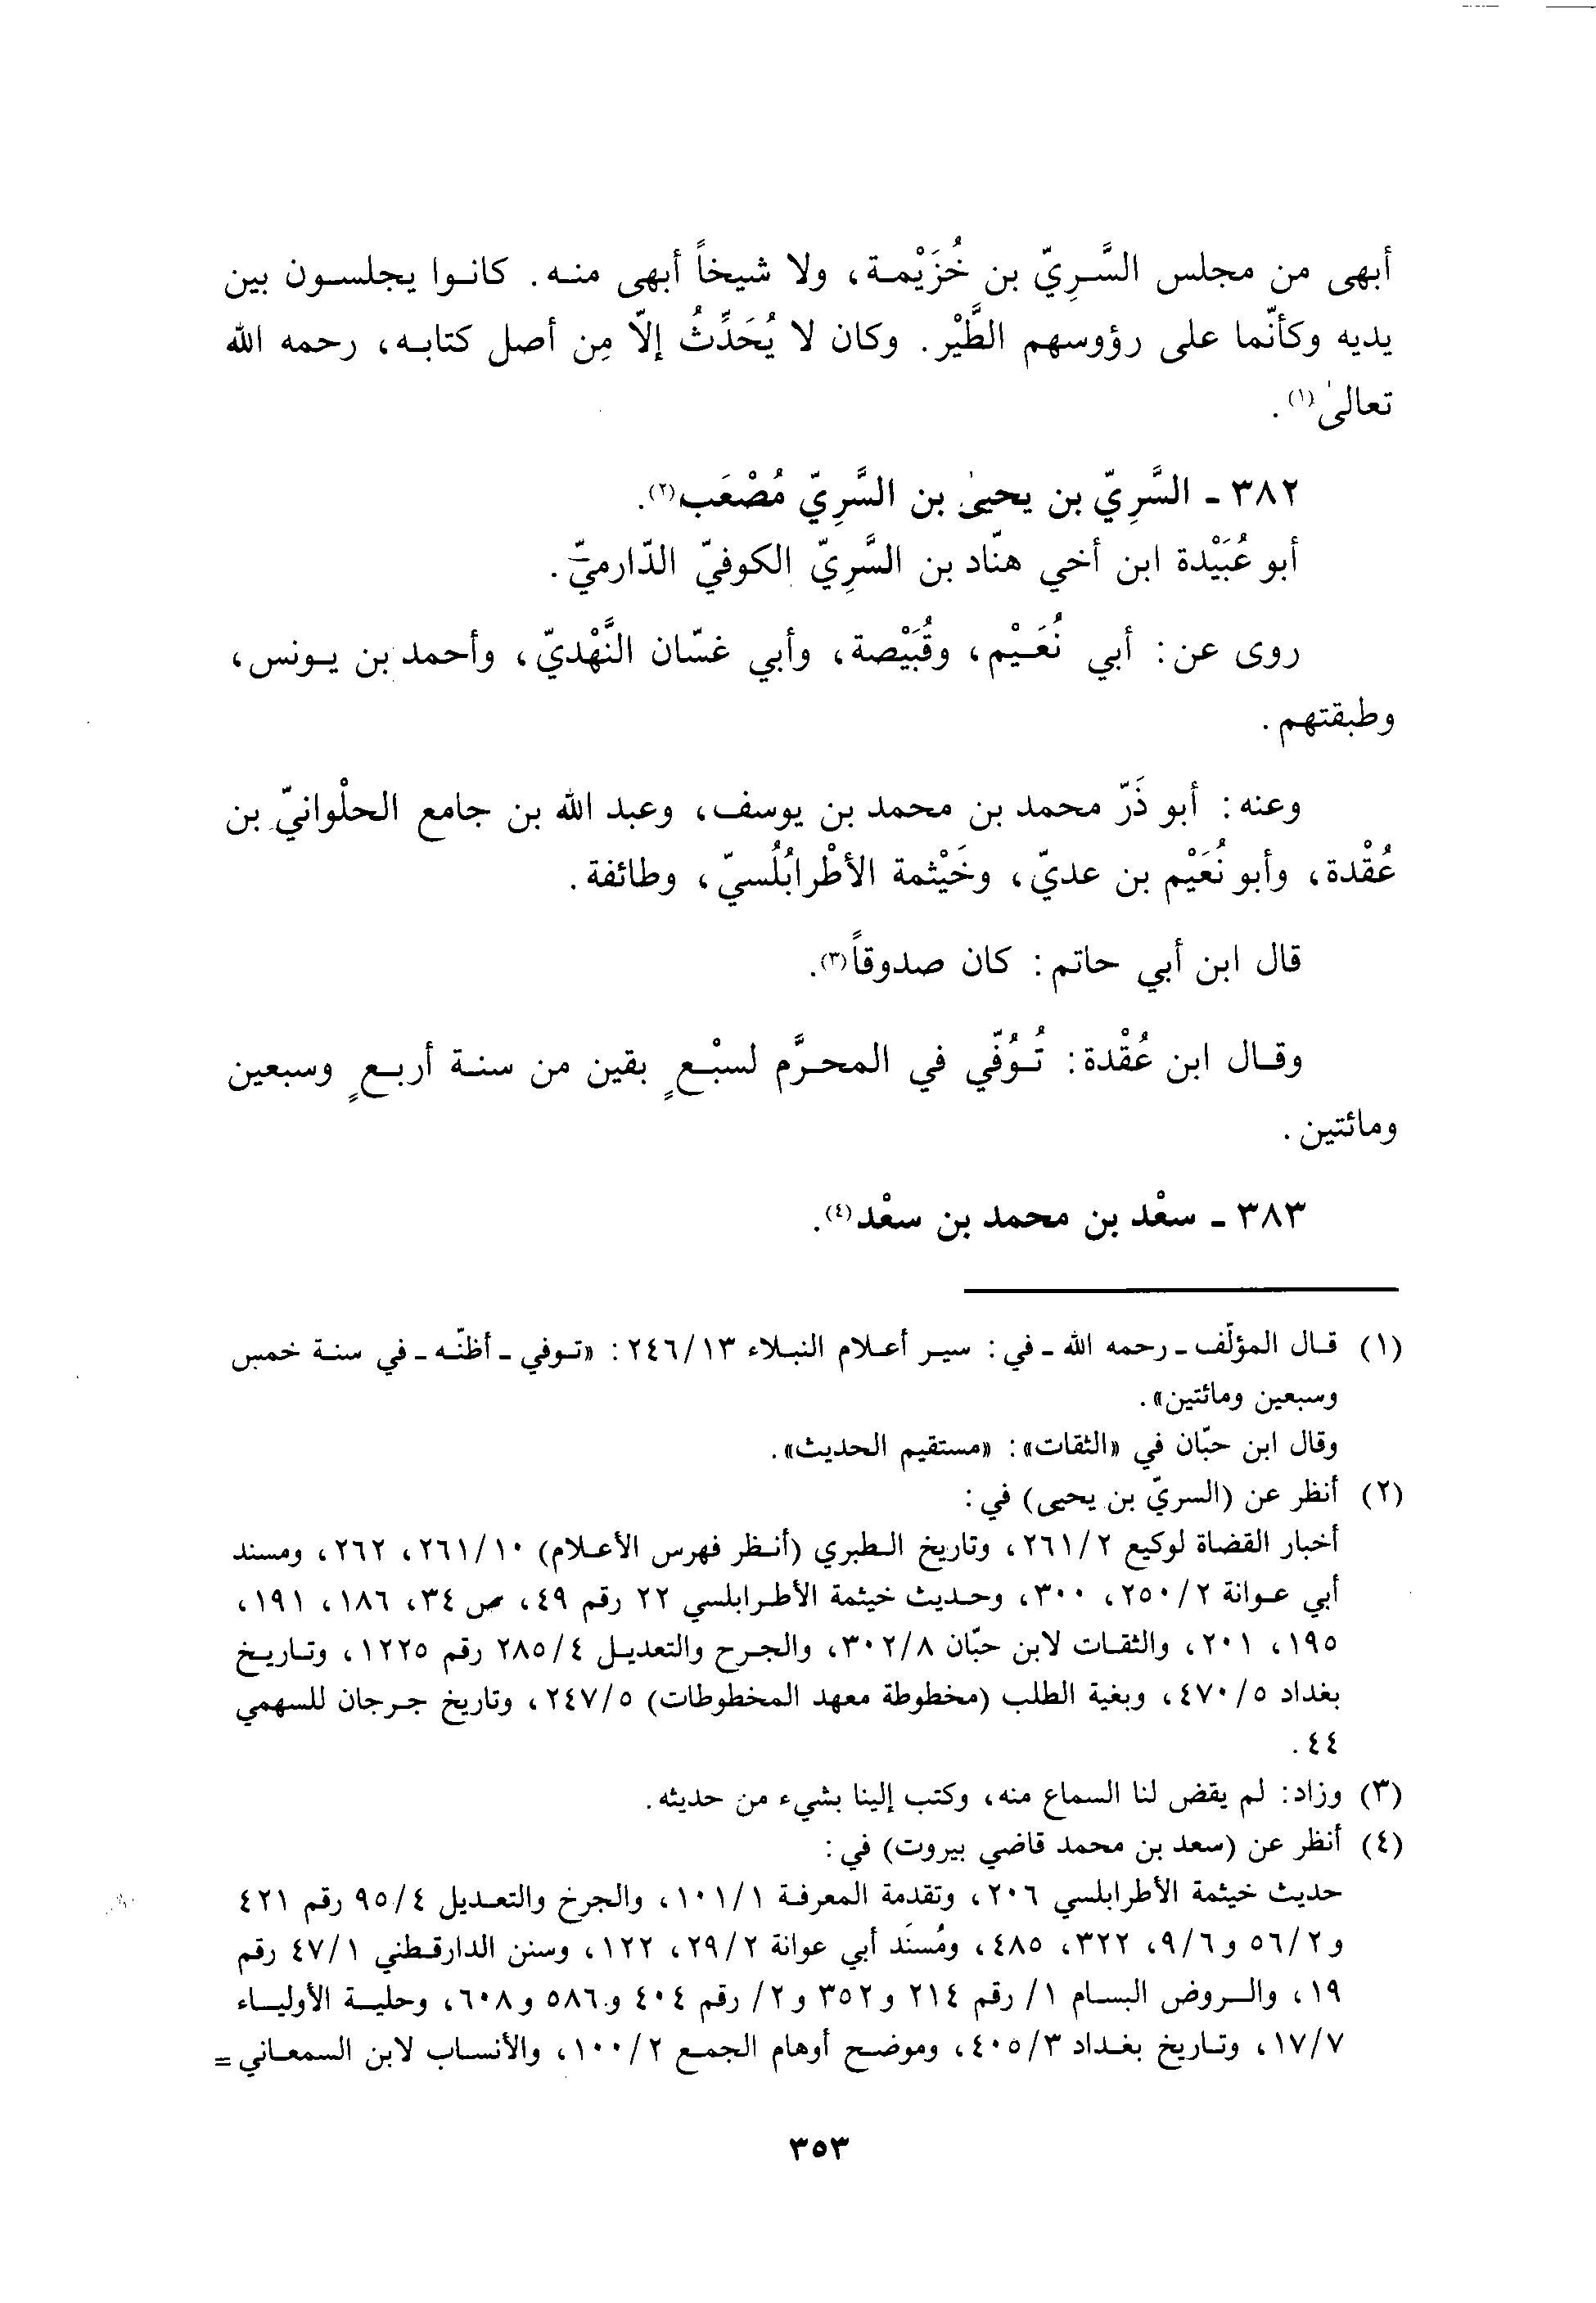 أبهى من مجلس السَّرِيّ بن خُزَيْمة، ولا شيخاً أبهى منه. كانوا يجلسون بين
يديه وكأنّما على رؤوسهم الطَّيْر. وكان لا يُحَدِّثُ إلّا مِن أصل كتابه، رحمه الله
تعالىٰ(١).
٣٨٢ - السَّرِيّ بن يحيىٰ بن السَّرِيّ مُصْعَب(٢).
أبو عُبَيْدة ابن أخي هنّاد بن السَّرِيّ الكوفيّ الدّارميّ.
روى عن: أبي نُعَيْم، وقُبَيْصة، وأبي غسّان النَّهْديّ، وأحمد بن يونس،
وطبقتهم.
وعنه: أبو ذَرّ محمد بن محمد بن يوسف، وعبد الله بن جامع الحلْوانيّ بن
عُقْدة، وأبو نُعَيْم بن عديّ، وخَيْثمة الأطْرابُلُسيّ، وطائفة.
قال ابن أبي حاتم: كان صدوقاً(٣).
وقال ابن عُقْدة: تُوُفّي في المحرَّم لسبْعٍ بقين من سنة أربعٍ وسبعين
ومائتين.
٣٨٣ - سعْد بن محمد بن سعْد(٤).
(١) قال المؤلّف - رحمه الله - في: سير أعلام النبلاء ٢٤٦/١٣: «توفي - أظنّه - في سنة خمس
وسبعين ومائتين».
وقال ابن حبّان في «الثقات»: «مستقيم الحديث».
(٢) أنظر عن (السريّ بن يحيى) في:
أخبار القضاة لوكيع ٢٦١/٢، وتاريخ الطبري (أنظر فهرس الأعلام) ٢٦١/١٠، ٢٦٢، ومسند
أبي عوانة ٢٥٠/٢، ٣٠٠، وحديث خيثمة الأطرابلسي ٢٢ رقم ٤٩، ص ٣٤، ١٨٦، ١٩١،
١٩٥، ٢٠١، والثقات لابن حبّان ٣٠٢/٨، والجرح والتعديل ٢٨٥/٤ رقم ١٢٢٥، وتاريخ
بغداد ٤٧٠/٥، وبغية الطلب (مخطوطة معهد المخطوطات) ٢٤٧/٥، وتاريخ جرجان للسهمي
٤٤.
(٣) وزاد: لم يقض لنا السماع منه، وكتب إلينا بشيء من حديثه.
(٤) أنظر عن (سعد بن محمد قاضي بيروت) في:
حديث خيثمة الأطرابلسي ٢٠٦، وتقدمة المعرفة ١٠١/١، والجرخ والتعديل ٩٥/٤ رقم ٤٢١
و٥٦/٢ و٩/٦، ٣٢٢، ٤٨٥، ومُسنَد أبي عوانة ٢٩/٢، ١٢٢، وسنن الدارقطني ٤٧/١ رقم
١٩، والروض البسام ١/ رقم ٢١٤ و٣٥٢ و٢/ رقم ٤٠٤ و٥٨٦ و٦٠٨، وحلية الأولياء
١٧/٧، وتاريخ بغداد ٤٠٥/٣، وموضح أوهام الجمع ١٠٠/٢، والأنساب لابن السمعاني =
٣٥٣